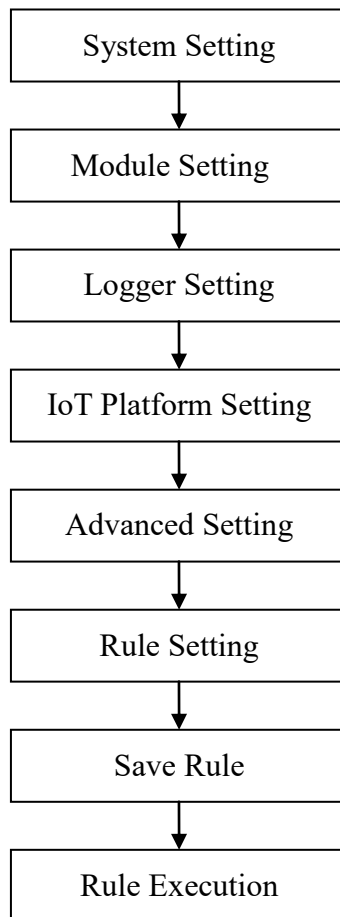 System Setting
Module Setting
Logger Setting
IoT Platform Setting
Advanced Setting
Rule Setting
Save Rule
Rule Execution